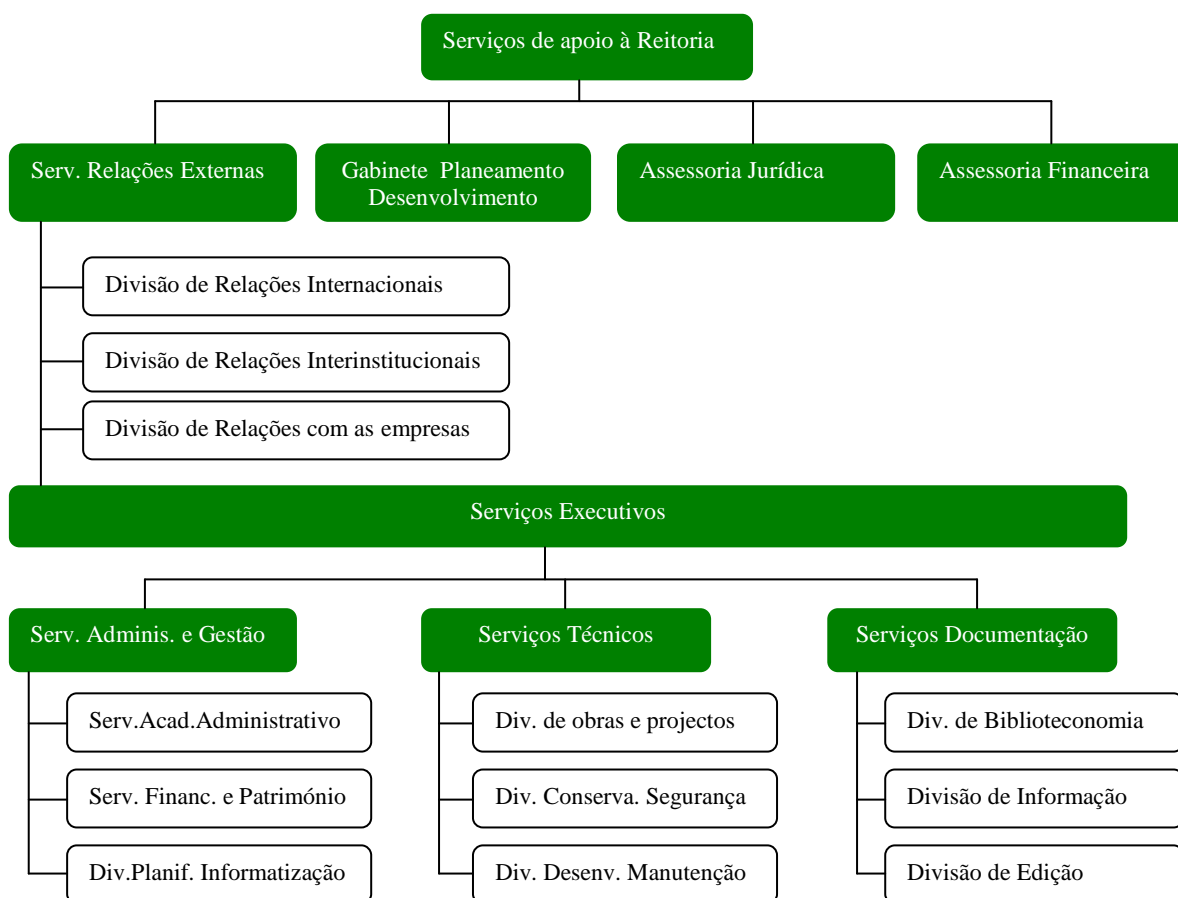 Serviços de apoio à Reitoria
Serv. Relações Externas
Gabinete Planeamento
Desenvolvimento
Assessoria Jurídica
Assessoria Financeira
Divisão de Relações Internacionais
Divisão de Relações Interinstitucionais
Divisão de Relações com as empresas
Serviços Executivos
Serv. Adminis. e Gestão
Serviços Técnicos
Serviços Documentação
Serv.Acad.Administrativo
Div. de obras e projectos
Div. de Biblioteconomia
Serv. Financ. e Património
Div. Conserva. Segurança
Divisão de Informação
Div.Planif. Informatização
Div. Desenv. Manutenção
Divisão de Edição